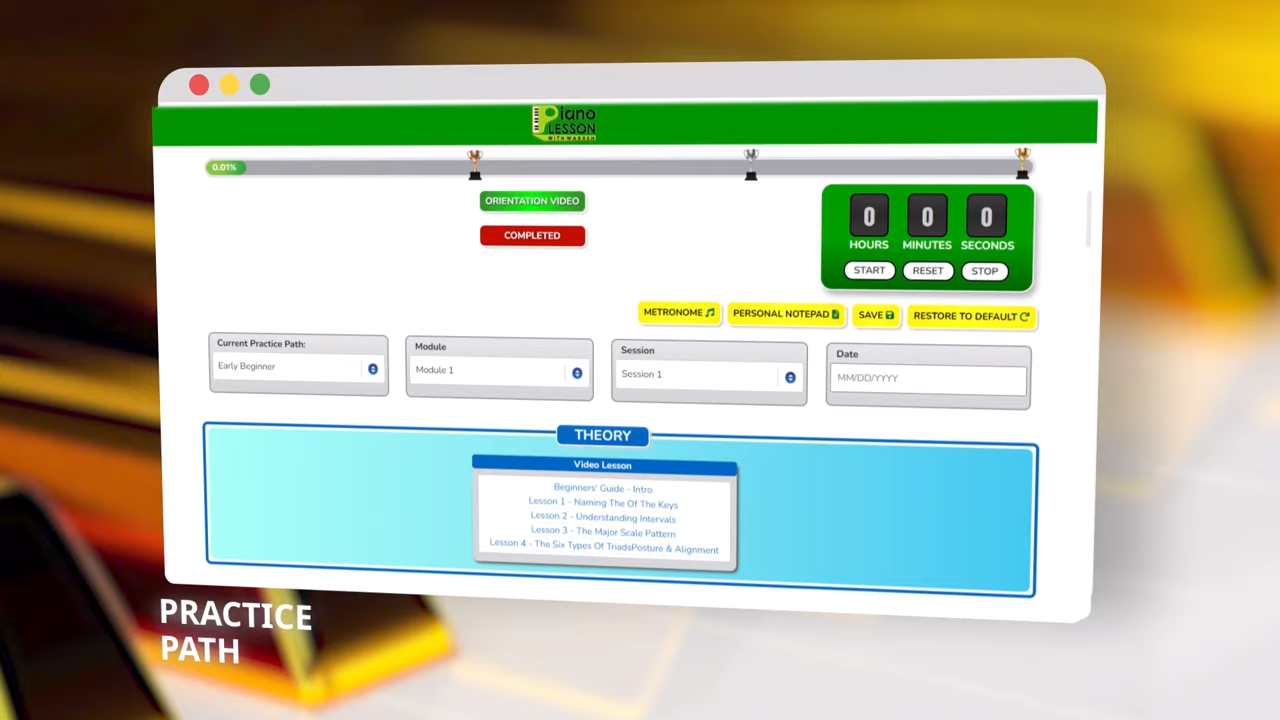 Piano
LESSON
WITH WARREN
0.01%
ORIENTATION VIDEO
COMPLETED
0 0 0
HOURS MINUTES SECONDS
START RESET STOP
METRONOME PERSONAL NOTEPAD SAVE RESTORE TO DEFAULT
Current Practice Path: Module Session Date
Early Beginner Module 1 Session 1 MM/DD/YYYY
THEORY
Video Lesson
Beginners' Guide - Intro
Lesson 1 - Naming The Of The Keys
Lesson 2 - Understanding Intervals
Lesson 3 - The Major Scale Pattern
Lesson 4 - The Six Types Of TriadsPosture & Alignment
PRACTICE
PATH